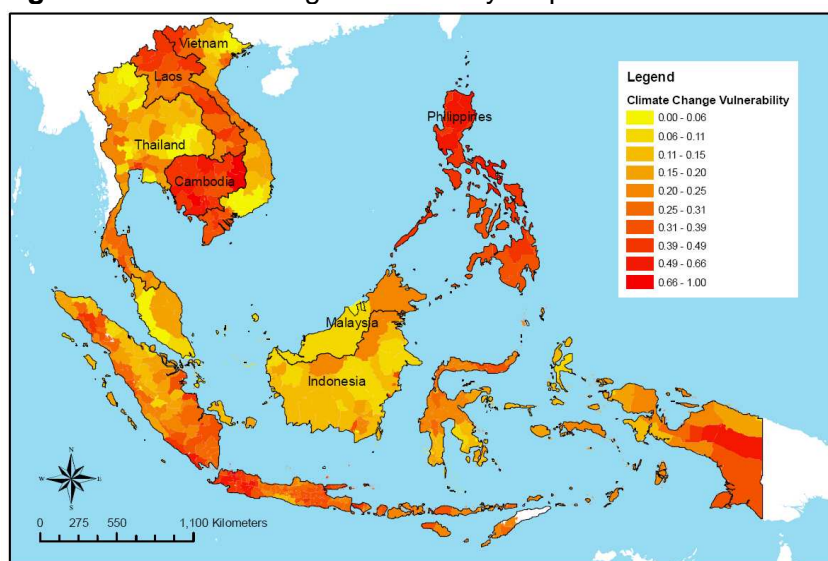 Vietnam
Laos
Thailand
Cambodia
Philippines
Malaysia
Indonesia
Legend
Climate Change Vulnerability
0.00 - 0.06
0.06 - 0.11
0.11 - 0.15
0.15 - 0.20
0.20 - 0.25
0.25 - 0.31
0.31 - 0.39
0.39 - 0.49
0.49 - 0.66
0.66 - 1.00
N
W E
S
0 275 550 1,100 Kilometers